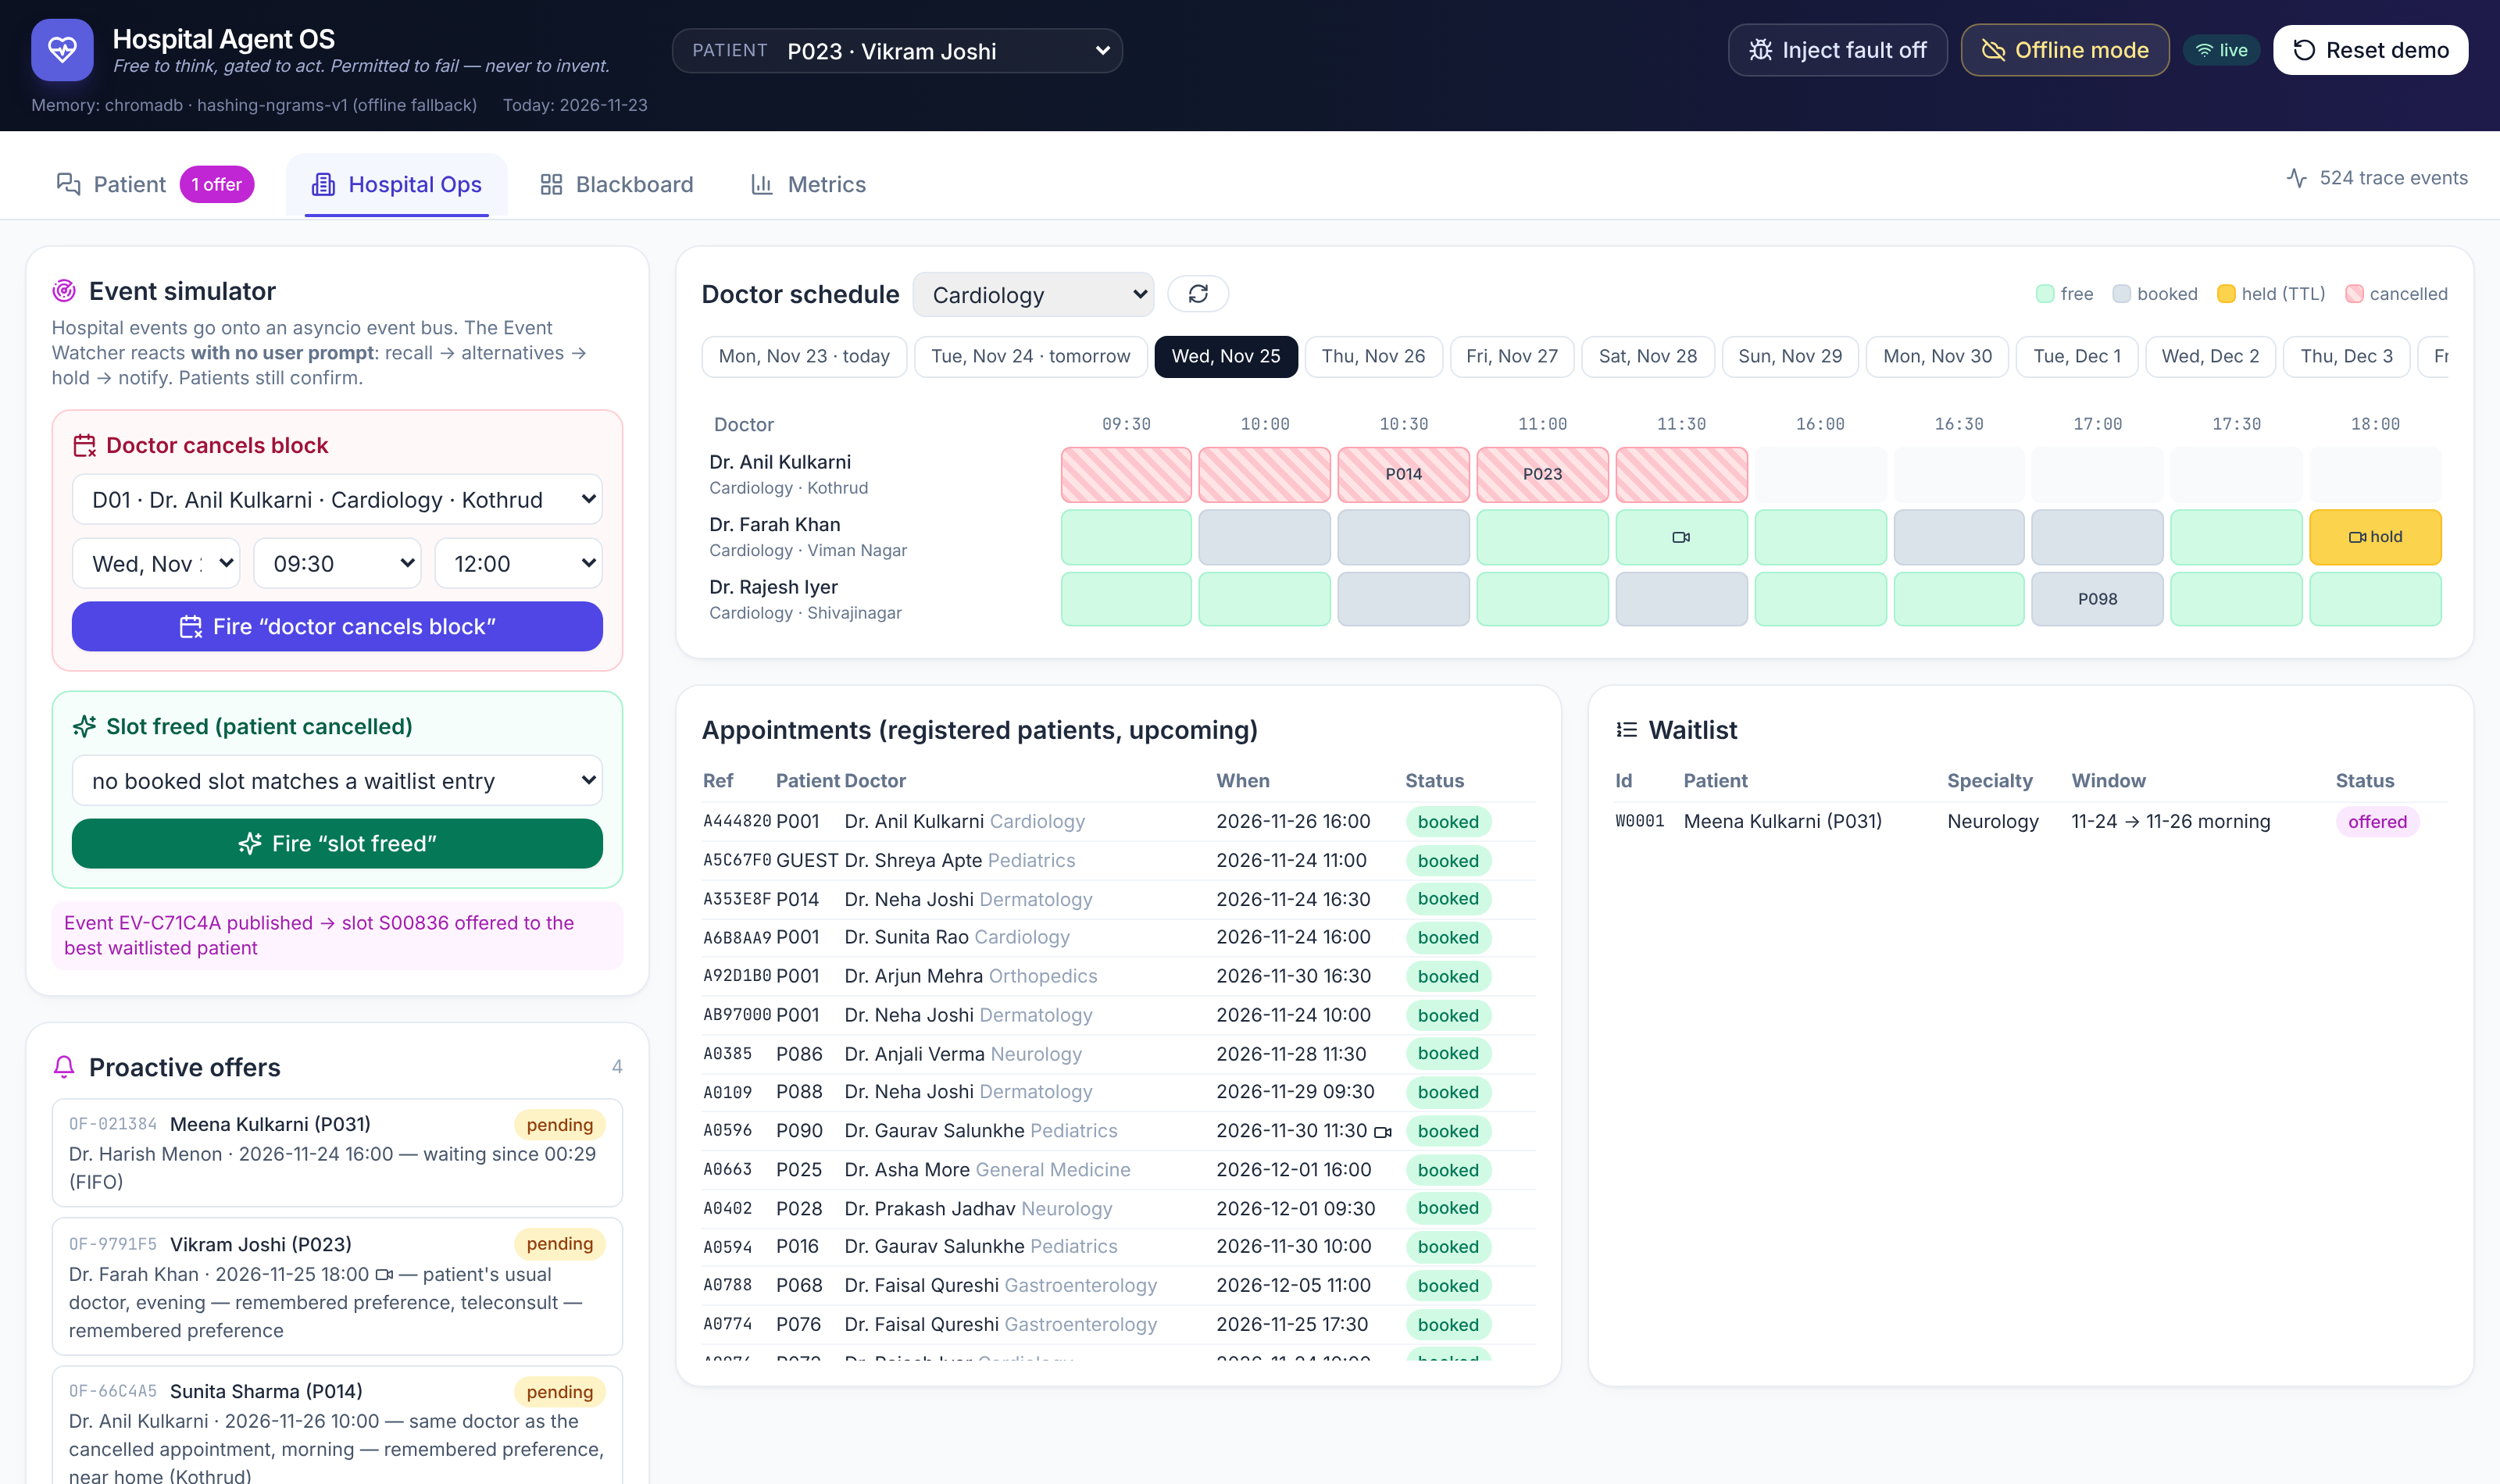 Hospital Agent OS
Free to think, gated to act. Permitted to fail — never to invent.
Memory: chromadb · hashing-ngrams-v1 (offline fallback) Today: 2026-11-23
PATIENT P023 · Vikram Joshi
Inject fault off
Offline mode
live
Reset demo
Patient 1 offer
Hospital Ops
Blackboard
Metrics
524 trace events
Event simulator
Hospital events go onto an asyncio event bus. The Event
Watcher reacts with no user prompt: recall → alternatives →
hold → notify. Patients still confirm.
Doctor cancels block
D01 · Dr. Anil Kulkarni · Cardiology · Kothrud
Wed, Nov 09:30 12:00
Fire “doctor cancels block”
Slot freed (patient cancelled)
no booked slot matches a waitlist entry
Fire “slot freed”
Event EV-C71C4A published → slot S00836 offered to the
best waitlisted patient
Proactive offers 4
OF-021384 Meena Kulkarni (P031) pending
Dr. Harish Menon · 2026-11-24 16:00 — waiting since 00:29
(FIFO)
OF-9791F5 Vikram Joshi (P023) pending
Dr. Farah Khan · 2026-11-25 18:00 — patient's usual
doctor, evening — remembered preference, teleconsult —
remembered preference
OF-66C4A5 Sunita Sharma (P014) pending
Dr. Anil Kulkarni · 2026-11-26 10:00 — same doctor as the
cancelled appointment, morning — remembered preference,
near home (Kothrud)
Doctor schedule Cardiology
free booked held (TTL) cancelled
Mon, Nov 23 · today Tue, Nov 24 · tomorrow Wed, Nov 25 Thu, Nov 26 Fri, Nov 27 Sat, Nov 28 Sun, Nov 29 Mon, Nov 30 Tue, Dec 1 Wed, Dec 2 Thu, Dec 3
Doctor 09:30 10:00 10:30 11:00 11:30 16:00 16:30 17:00 17:30 18:00
Dr. Anil Kulkarni
Cardiology · Kothrud
P014 P023
Dr. Farah Khan
Cardiology · Viman Nagar
hold
Dr. Rajesh Iyer
Cardiology · Shivajinagar
P098
Appointments (registered patients, upcoming)
Ref Patient Doctor When Status
A444820 P001 Dr. Anil Kulkarni Cardiology 2026-11-26 16:00 booked
A5C67F0 GUEST Dr. Shreya Apte Pediatrics 2026-11-24 11:00 booked
A353E8F P014 Dr. Neha Joshi Dermatology 2026-11-24 16:30 booked
A6B8AA9 P001 Dr. Sunita Rao Cardiology 2026-11-24 16:00 booked
A92D1B0 P001 Dr. Arjun Mehra Orthopedics 2026-11-30 16:30 booked
AB97000 P001 Dr. Neha Joshi Dermatology 2026-11-24 10:00 booked
A0385 P086 Dr. Anjali Verma Neurology 2026-11-28 11:30 booked
A0109 P088 Dr. Neha Joshi Dermatology 2026-11-29 09:30 booked
A0596 P090 Dr. Gaurav Salunkhe Pediatrics 2026-11-30 11:30 booked
A0663 P025 Dr. Asha More General Medicine 2026-12-01 16:00 booked
A0402 P028 Dr. Prakash Jadhav Neurology 2026-12-01 09:30 booked
A0594 P016 Dr. Gaurav Salunkhe Pediatrics 2026-11-30 10:00 booked
A0788 P068 Dr. Faisal Qureshi Gastroenterology 2026-12-05 11:00 booked
A0774 P076 Dr. Faisal Qureshi Gastroenterology 2026-11-25 17:30 booked
Waitlist
Id Patient Specialty Window Status
W0001 Meena Kulkarni (P031) Neurology 11-24 → 11-26 morning offered